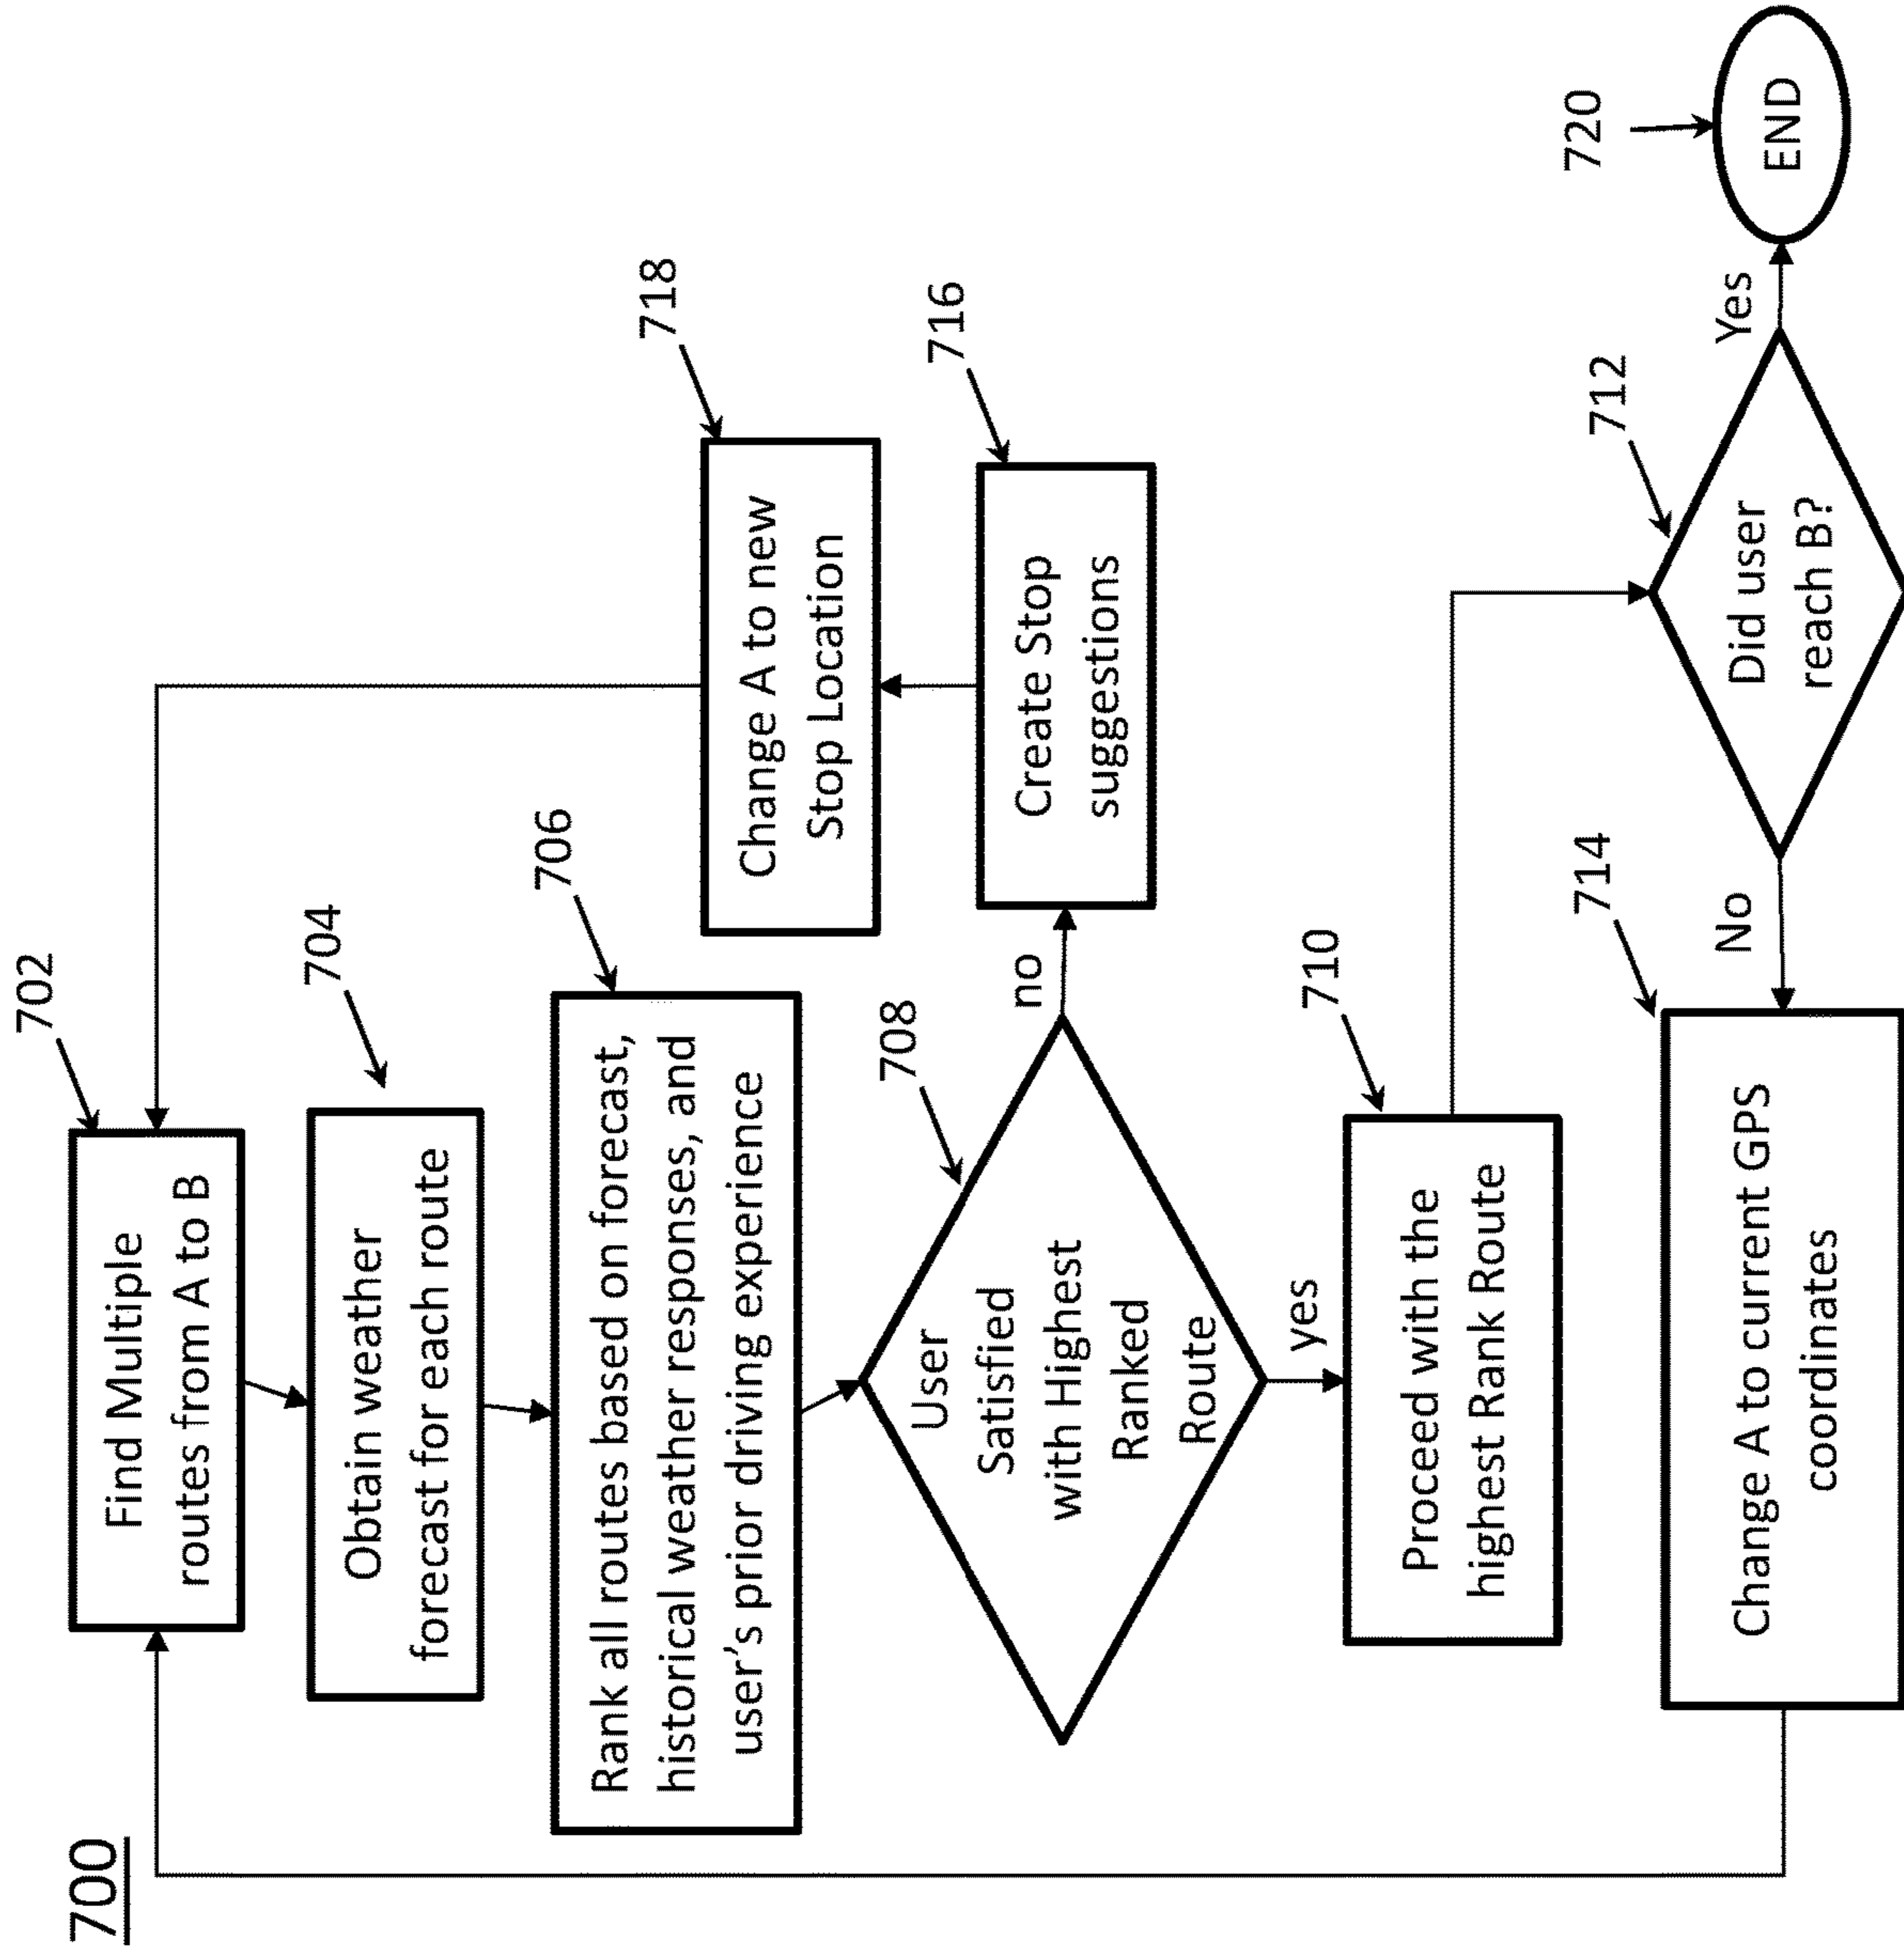 700
702
Find Multiple
routes from A to B
704
Obtain weather
forecast for each route
706
Rank all routes based on forecast,
historical weather responses, and
user's prior driving experience
708
User
Satisfied
with Highest
Ranked
Route
no
yes
718
Change A to new
Stop Location
716
Create Stop
suggestions
710
Proceed with the
highest Rank Route
712
Did user
reach B?
No
Yes
714
Change A to current GPS
coordinates
720
END